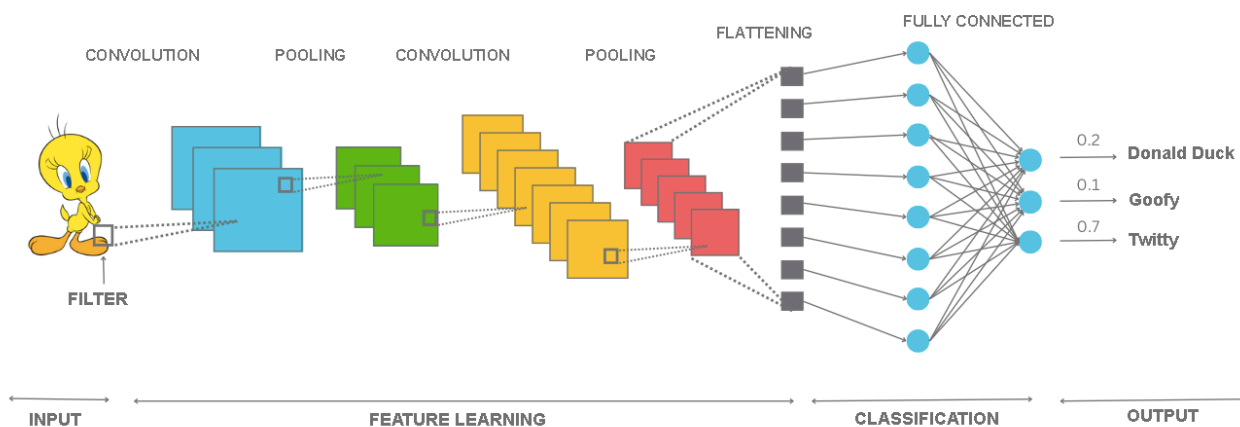 CONVOLUTION
POOLING
CONVOLUTION
POOLING
FLATTENING
FULLY CONNECTED
FILTER
0.2
Donald Duck
0.1
Goofy
0.7
Twitty
INPUT
FEATURE LEARNING
CLASSIFICATION
OUTPUT